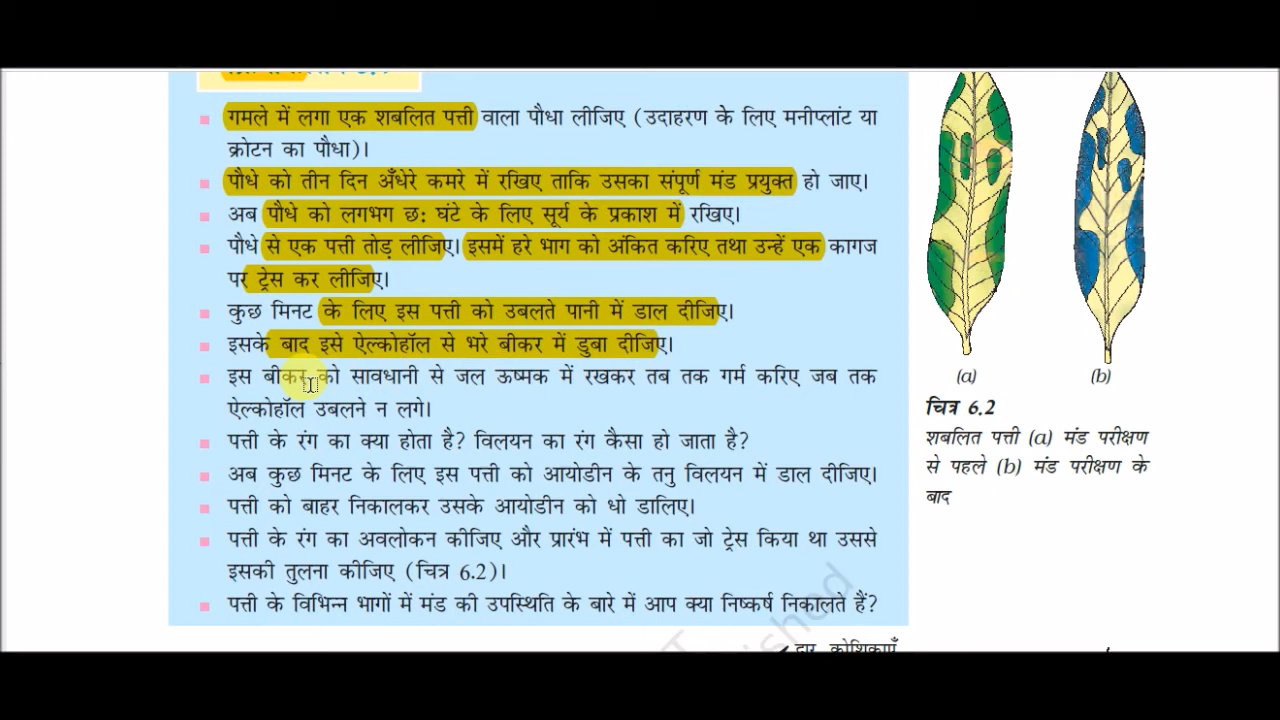 गमले में लगा एक शबलित पत्ती वाला पौधा लीजिए (उदाहरण के लिए मनीप्लांट या
क्रोटन का पौधा)।
पौधे को तीन दिन अँधेरे कमरे में रखिए ताकि उसका संपूर्ण मंड प्रयुक्त हो जाए।
अब पौधे को लगभग छः घंटे के लिए सूर्य के प्रकाश में रखिए।
पौधे से एक पत्ती तोड़ लीजिए। इसमें हरे भाग को अंकित करिए तथा उन्हें एक कागज
पर ट्रेस कर लीजिए।
कुछ मिनट के लिए इस पत्ती को उबलते पानी में डाल दीजिए।
इसके बाद इसे ऐल्कोहॉल से भरे बीकर में डुबा दीजिए।
इस बीकर को सावधानी से जल ऊष्मक में रखकर तब तक गर्म करिए जब तक
ऐल्कोहॉल उबलने न लगे।
पत्ती के रंग का क्या होता है? विलयन का रंग कैसा हो जाता है?
अब कुछ मिनट के लिए इस पत्ती को आयोडीन के तनु विलयन में डाल दीजिए।
पत्ती को बाहर निकालकर उसके आयोडीन को धो डालिए।
पत्ती के रंग का अवलोकन कीजिए और प्रारंभ में पत्ती का जो ट्रेस किया था उससे
इसकी तुलना कीजिए (चित्र 6.2)।
पत्ती के विभिन्न भागों में मंड की उपस्थिति के बारे में आप क्या निष्कर्ष निकालते हैं?
(a) (b)
चित्र 6.2
शबलित पत्ती (a) मंड परीक्षण
से पहले (b) मंड परीक्षण के
बाद
द्वार कोशिकाएँ